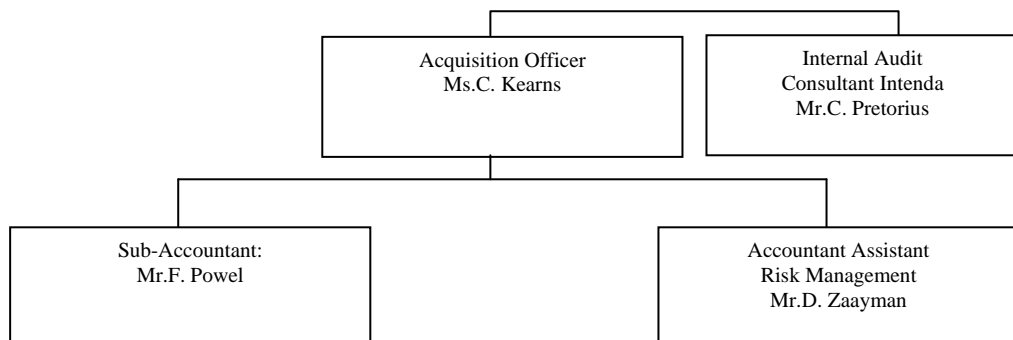 Acquisition Officer
Ms.C. Kearns
Internal Audit
Consultant Intenda
Mr.C. Pretorius
Sub-Accountant:
Mr.F. Powel
Accountant Assistant
Risk Management
Mr.D. Zaayman